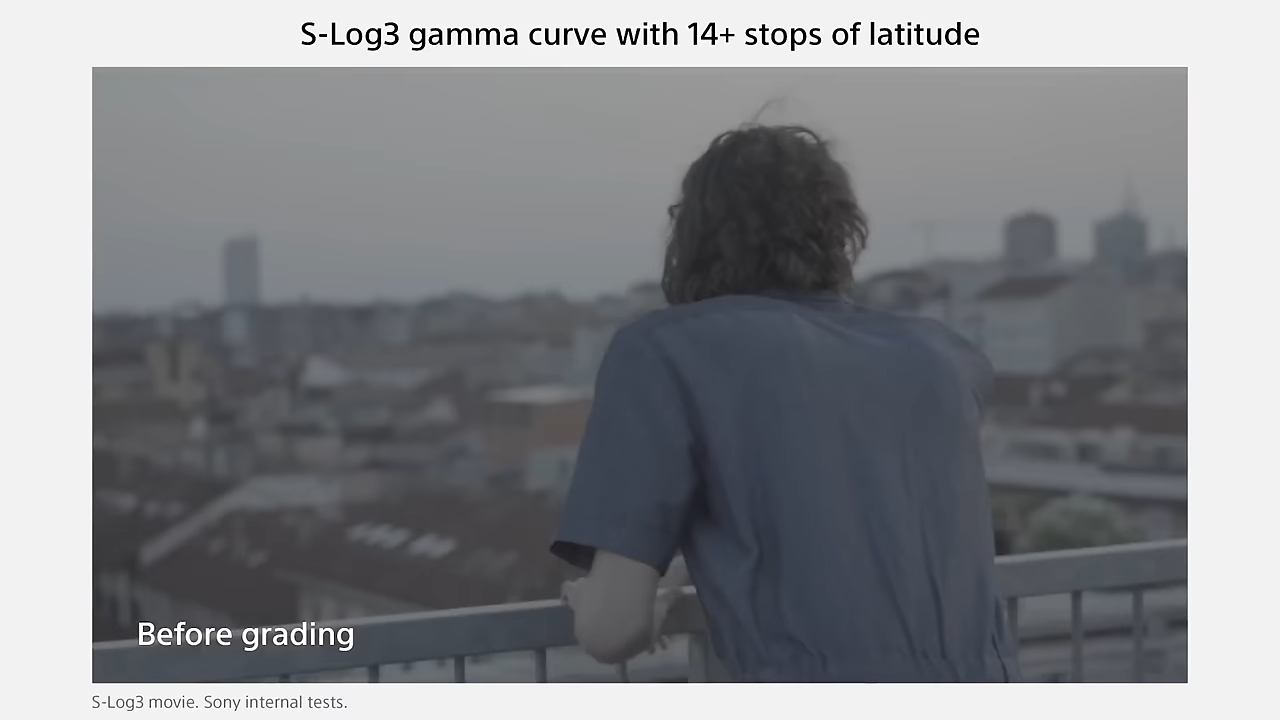 S-Log3 gamma curve with 14+ stops of latitude
Before grading
S-Log3 movie. Sony internal tests.